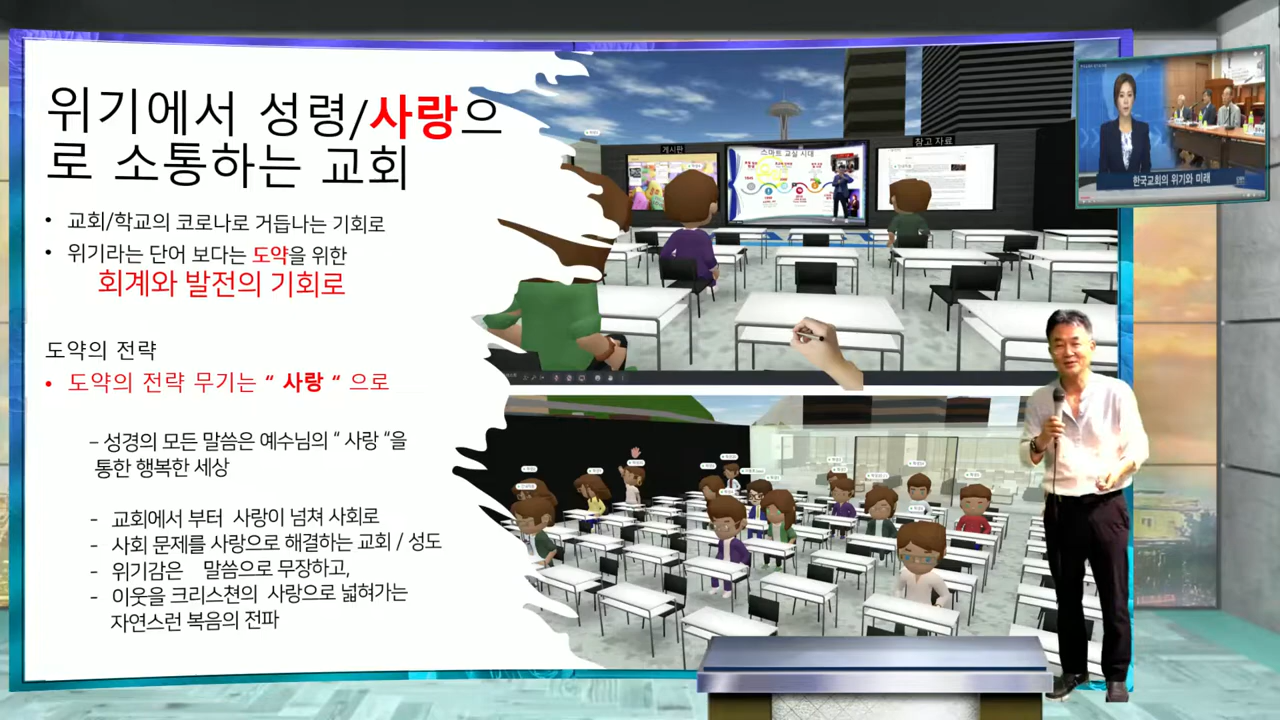 위기에서 성령/사랑으
로 소통하는 교회
• 교회/학교의 코로나로 거듭나는 기회로
• 위기라는 단어 보다는 도약을 위한
회계와 발전의 기회로
도약의 전략
• 도약의 전략 무기는 “ 사랑 “ 으로
– 성경의 모든 말씀은 예수님의 “ 사랑 “을
통한 행복한 세상
- 교회에서 부터 사랑이 넘쳐 사회로
- 사회 문제를 사랑으로 해결하는 교회 / 성도
- 위기감은 말씀으로 무장하고,
- 이웃을 크리스천의 사랑으로 넓혀가는
자연스런 복음의 전파
게시판
스마트 교실 시대
참고 자료
한국교회의 위기와 미래